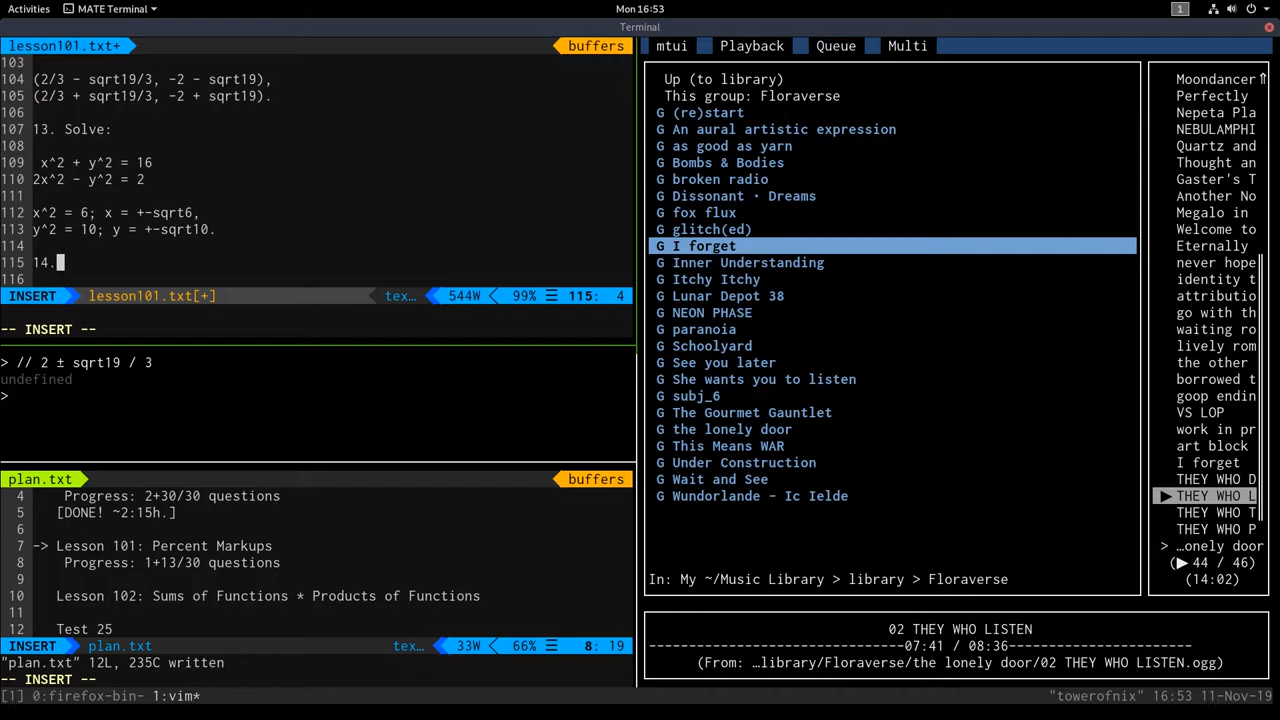 Activities MATE Terminal Mon 16:53 1
Terminal
lesson101.txt+ buffers
103
104 (2/3 - sqrt19/3, -2 - sqrt19),
105 (2/3 + sqrt19/3, -2 + sqrt19).
106
107 13. Solve:
108
109 x^2 + y^2 = 16
110 2x^2 - y^2 = 2
111
112 x^2 = 6; x = +-sqrt6,
113 y^2 = 10; y = +-sqrt10.
114
115 14.
116
INSERT lesson101.txt[+] tex… 544W 99% ☰ 115: 4
-- INSERT --
> // 2 ± sqrt19 / 3
undefined
>
plan.txt buffers
4 Progress: 2+30/30 questions
5 [DONE! ~2:15h.]
6
7 -> Lesson 101: Percent Markups
8 Progress: 1+13/30 questions
9
10 Lesson 102: Sums of Functions * Products of Functions
11
12 Test 25
INSERT plan.txt tex… 33W 66% ☰ 8: 19
"plan.txt" 12L, 235C written
-- INSERT --
mtui Playback Queue Multi
Up (to library)
This group: Floraverse
G (re)start
G An aural artistic expression
G as good as yarn
G Bombs & Bodies
G broken radio
G Dissonant · Dreams
G fox flux
G glitch(ed)
G I forget
G Inner Understanding
G Itchy Itchy
G Lunar Depot 38
G NEON PHASE
G paranoia
G Schoolyard
G See you later
G She wants you to listen
G subj_6
G The Gourmet Gauntlet
G the lonely door
G This Means WAR
G Under Construction
G Wait and See
G Wundorlande - Ic Ielde
In: My ~/Music Library > library > Floraverse
Moondancer⇑
Perfectly
Nepeta Pla
NEBULAMPHI
Quartz and
Thought an
Gaster's T
Another No
Megalo in
Welcome to
Eternally
never hope
identity t
attributio
go with th
waiting ro
lively rom
the other
borrowed t
goop endin
VS LOP
work in pr
art block
I forget
THEY WHO D
▶ THEY WHO L
THEY WHO T
THEY WHO P
> …onely door
(▶ 44 / 46)
(14:02)
02 THEY WHO LISTEN
--------------------------------07:41 / 08:36----------------------
(From: …library/Floraverse/the lonely door/02 THEY WHO LISTEN.ogg)
[1] 0:firefox-bin- 1:vim* "towerofnix" 16:53 11-Nov-19